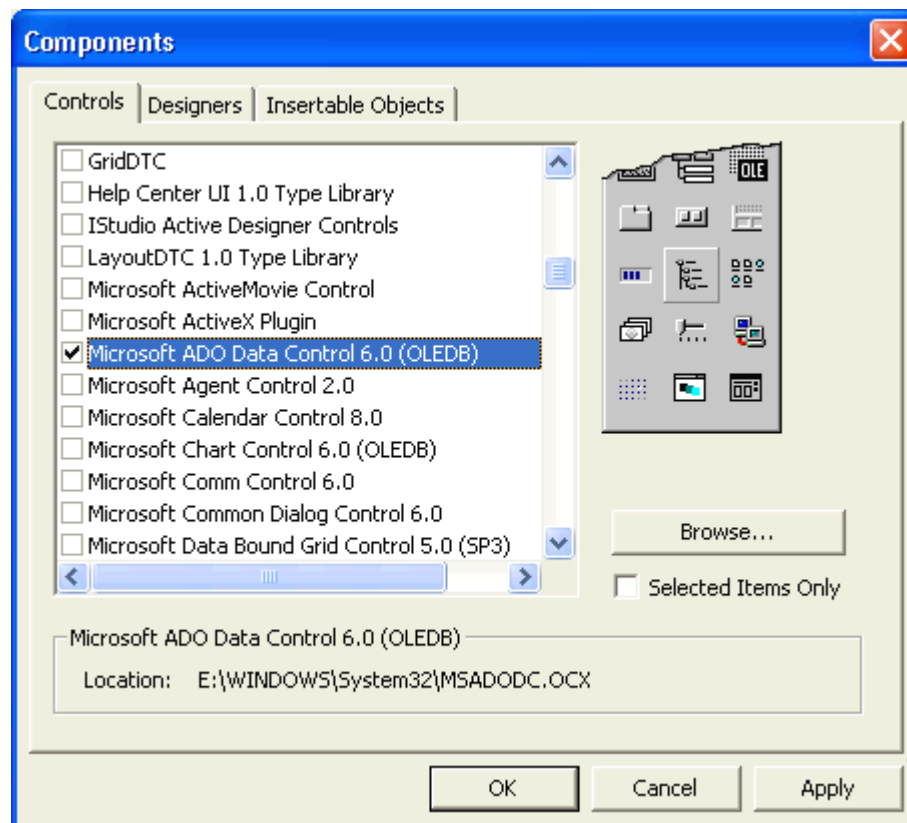 Components
Controls
Designers
Insertable Objects
GridDTC
Help Center UI 1.0 Type Library
IStudio Active Designer Controls
LayoutDTC 1.0 Type Library
Microsoft ActiveMovie Control
Microsoft ActiveX Plugin
Microsoft ADO Data Control 6.0 (OLEDB)
Microsoft Agent Control 2.0
Microsoft Calendar Control 8.0
Microsoft Chart Control 6.0 (OLEDB)
Microsoft Comm Control 6.0
Microsoft Common Dialog Control 6.0
Microsoft Data Bound Grid Control 5.0 (SP3)
OLE
Browse...
Selected Items Only
Microsoft ADO Data Control 6.0 (OLEDB)
Location: E:\WINDOWS\System32\MSADODC.OCX
OK
Cancel
Apply